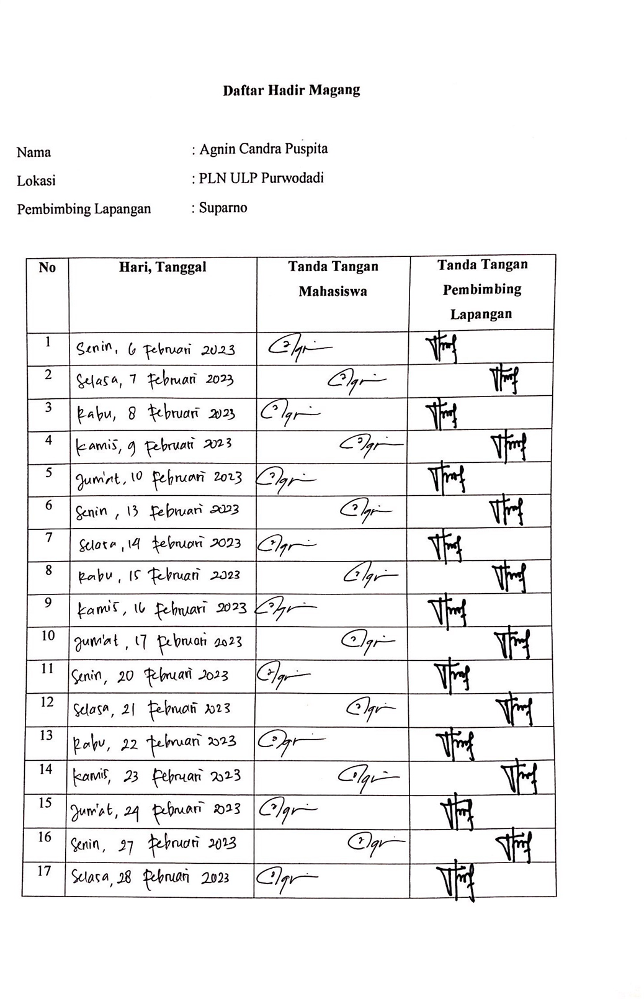 Daftar Hadir Magang
Nama : Agnin Candra Puspita
Lokasi : PLN ULP Purwodadi
Pembimbing Lapangan : Suparno
No Hari, Tanggal Tanda Tangan Mahasiswa Tanda Tangan Pembimbing Lapangan
1 Senin, 6 Februari 2023
2 Selasa, 7 Februari 2023
3 Rabu, 8 Februari 2023
4 Kamis, 9 Februari 2023
5 Jum'at, 10 Februari 2023
6 Senin, 13 Februari 2023
7 Selasa, 14 Februari 2023
8 Rabu, 15 Februari 2023
9 Kamis, 16 Februari 2023
10 Jum'at, 17 Februari 2023
11 Senin, 20 Februari 2023
12 Selasa, 21 Februari 2023
13 Rabu, 22 Februari 2023
14 Kamis, 23 Februari 2023
15 Jum'at, 24 Februari 2023
16 Senin, 27 Februari 2023
17 Selasa, 28 Februari 2023